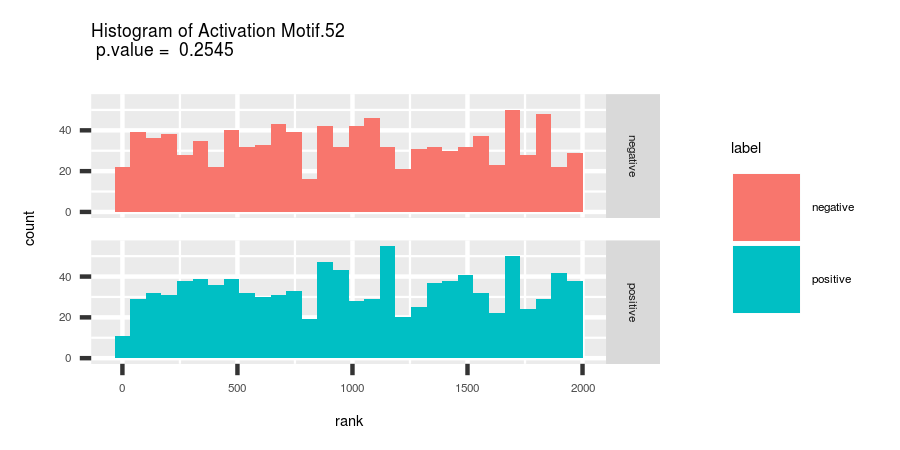 Histogram of Activation Motif.52
p.value = 0.2545
count
40
20
0
negative
40
20
0
positive
0 500 1000 1500 2000
rank
label
negative
positive